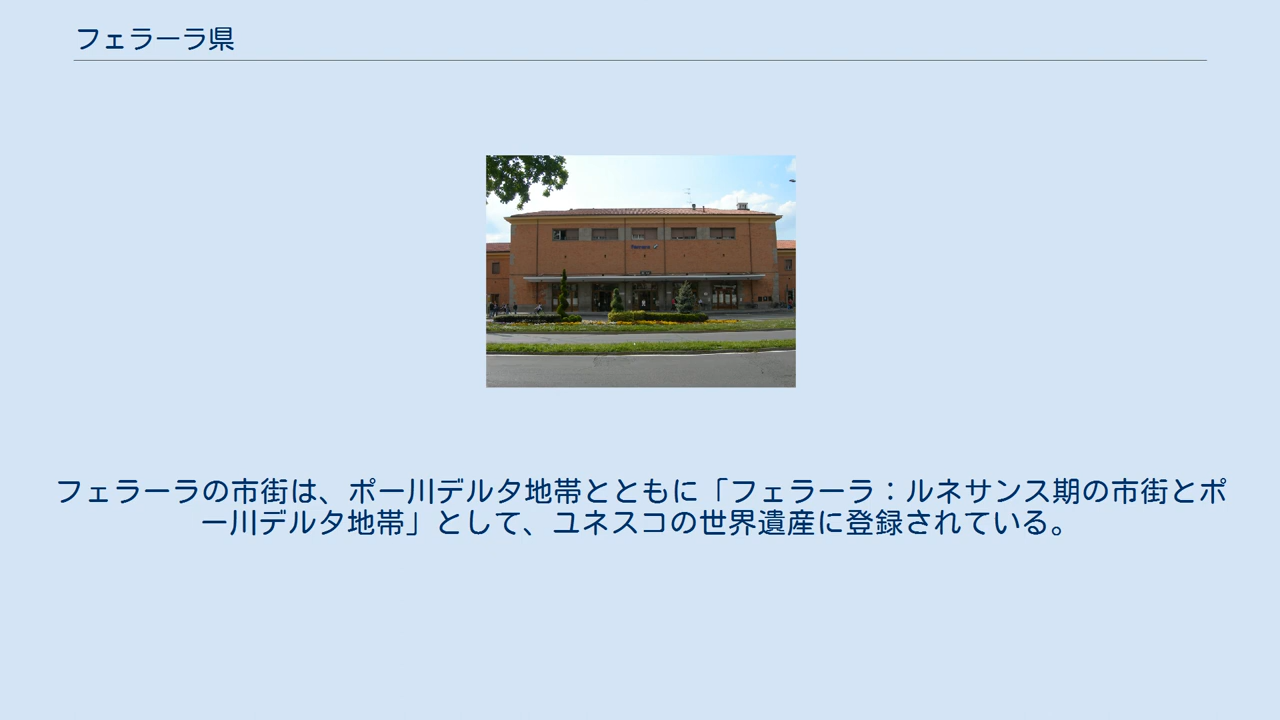 フェラーラ県
フェラーラの市街は、ポー川デルタ地帯とともに「フェラーラ：ルネサンス期の市街とポ
ー川デルタ地帯」として、ユネスコの世界遺産に登録されている。